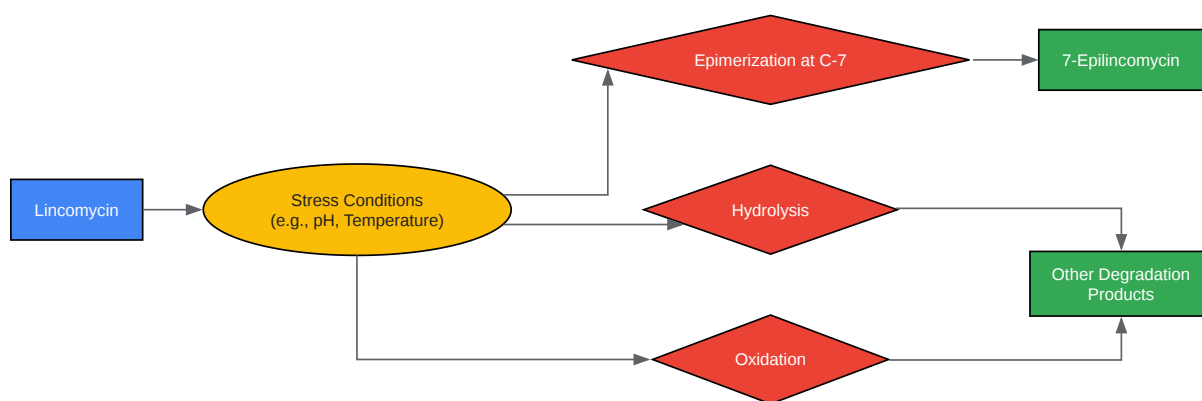 Epimerization at C-7
7-Epilincomycin
Lincomycin
Stress Conditions
(e.g., pH, Temperature)
Hydrolysis
Other Degradation
Products
Oxidation